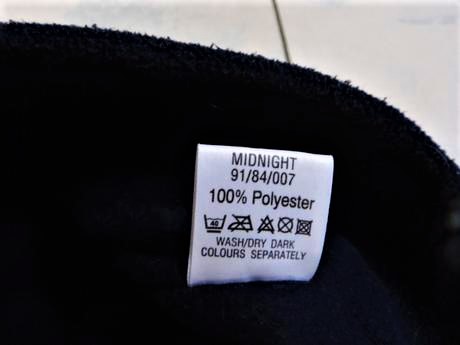 MIDNIGHT
91/84/007
100% Polyester
40
WASH/DRY DARK
COLOURS SEPARATELY